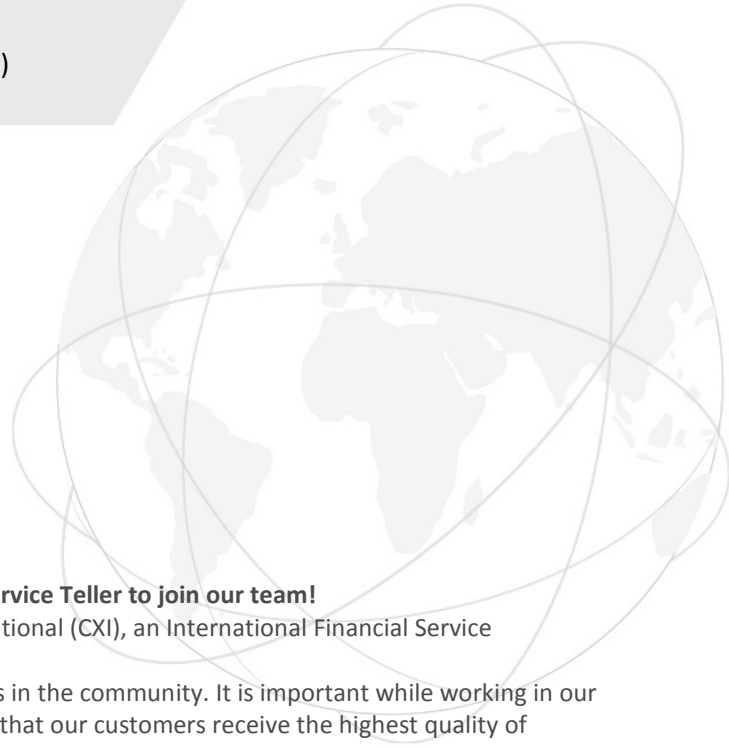 )
rvice Teller to join our team!
tional (CXI), an International Financial Service
s in the community. It is important while working in our
that our customers receive the highest quality of